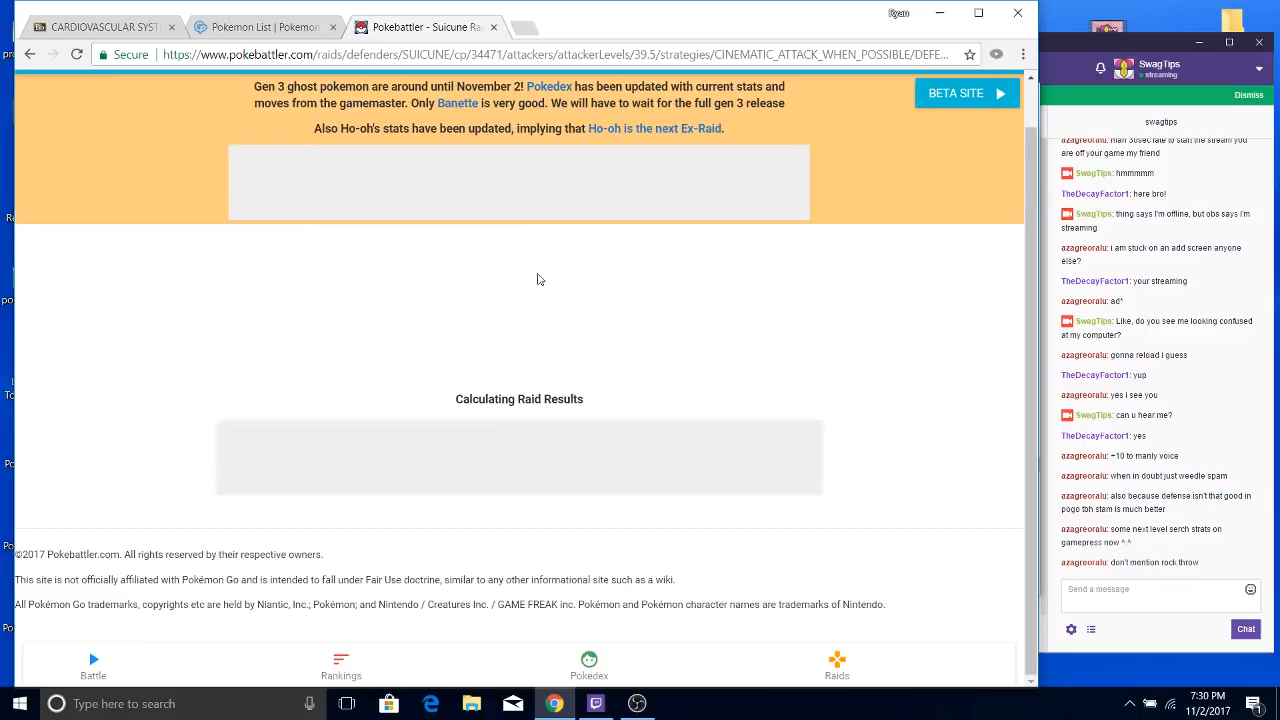 Ryan
CARDIOVASCULAR SYST
Pokemon List | Pokemon
Pokebattler - Suicune Ra
Secure
https://www.pokebattler.com/raids/defenders/SUICUNE/cp/34471/attackers/attackerLevels/39.5/strategies/CINEMATIC_ATTACK_WHEN_POSSIBLE/DEFE...
Gen 3 ghost pokemon are around until November 2! Pokedex has been updated with current stats and
moves from the gamemaster. Only Banette is very good. We will have to wait for the full gen 3 release
Also Ho-oh's stats have been updated, implying that Ho-oh is the next Ex-Raid.
BETA SITE
Calculating Raid Results
©2017 Pokebattler.com. All rights reserved by their respective owners.
This site is not officially affiliated with Pokémon Go and is intended to fall under Fair Use doctrine, similar to any other informational site such as a wiki.
All Pokémon Go trademarks, copyrights etc are held by Niantic, Inc.; Pokémon; and Nintendo / Creatures Inc. / GAME FREAK inc. Pokémon and Pokémon character names are trademarks of Nintendo.
Battle
Rankings
Pokedex
Raids
SwagTips
streaming
Dismiss
swagtips
azagreoralu: man 30sec late to start the stream you
are off your game my friend
SwagTips: hmmmmm
TheDecayFactor1: here bro!
SwagTips: thing says I'm offline, but obs says I'm
streaming
azagreoralu: i am stuck on an add screen anyone
else?
TheDecayFactor1: your streaming
azagreoralu: ad*
SwagTips: Like, do you see me looking confused
at my computer?
azagreoralu: gonna reload i guess
TheDecayFactor1: yup
azagreoralu: yes i see you
SwagTips: can u hear me?
TheDecayFactor1: yes
azagreoralu: +10 to manly voice
azagreoralu: when in doubt just weedle spam
azagreoralu: also because defense isn't that good in
pogo tbh stam is much better
azagreoralu: some next level serch strats on
gamepress now ^.^
azagreoralu: don't mention rock throw
Send a message
Chat
Type here to search
7:30 PM
11/2/2017
1